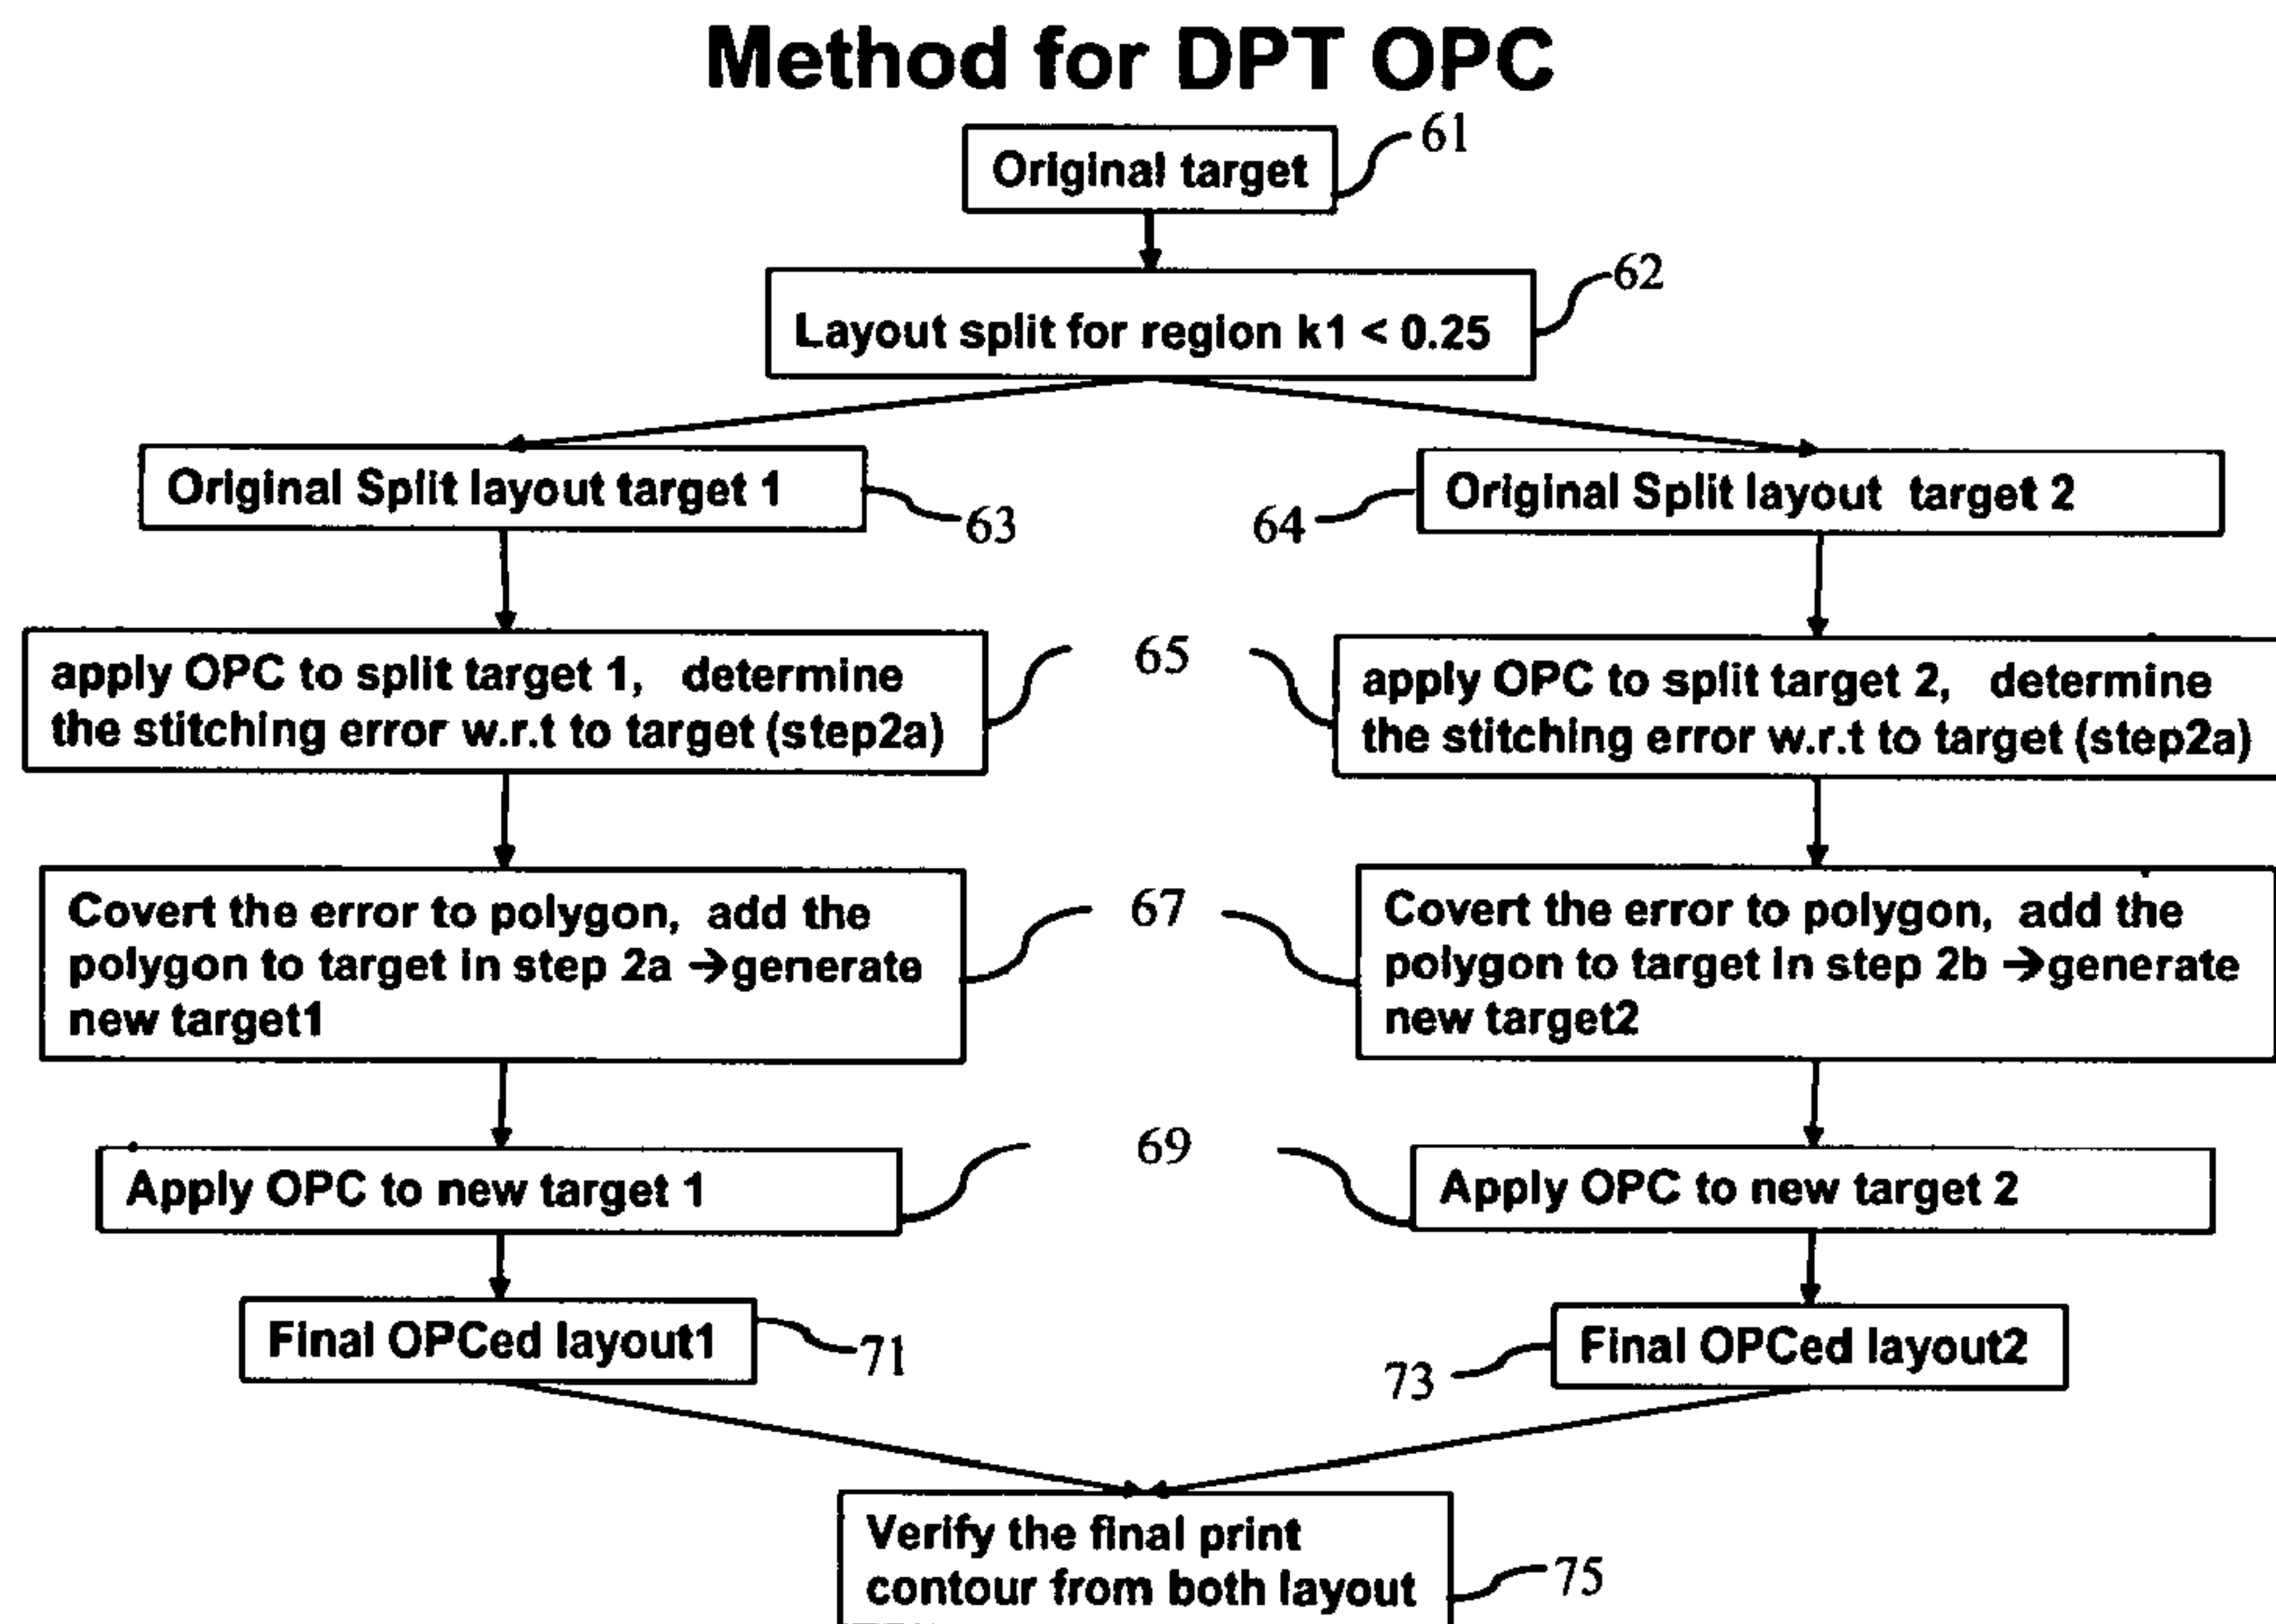 Method for DPT OPC
Original target
61
Layout split for region k1 < 0.25
62
Original Split layout target 1
63
64
Original Split layout target 2
apply OPC to split target 1, determine
the stitching error w.r.t to target (step2a)
65
apply OPC to split target 2, determine
the stitching error w.r.t to target (step2a)
Covert the error to polygon, add the
polygon to target in step 2a →generate
new target1
67
Covert the error to polygon, add the
polygon to target in step 2b →generate
new target2
Apply OPC to new target 1
69
Apply OPC to new target 2
Final OPCed layout1
71
73
Final OPCed layout2
Verify the final print
contour from both layout
75